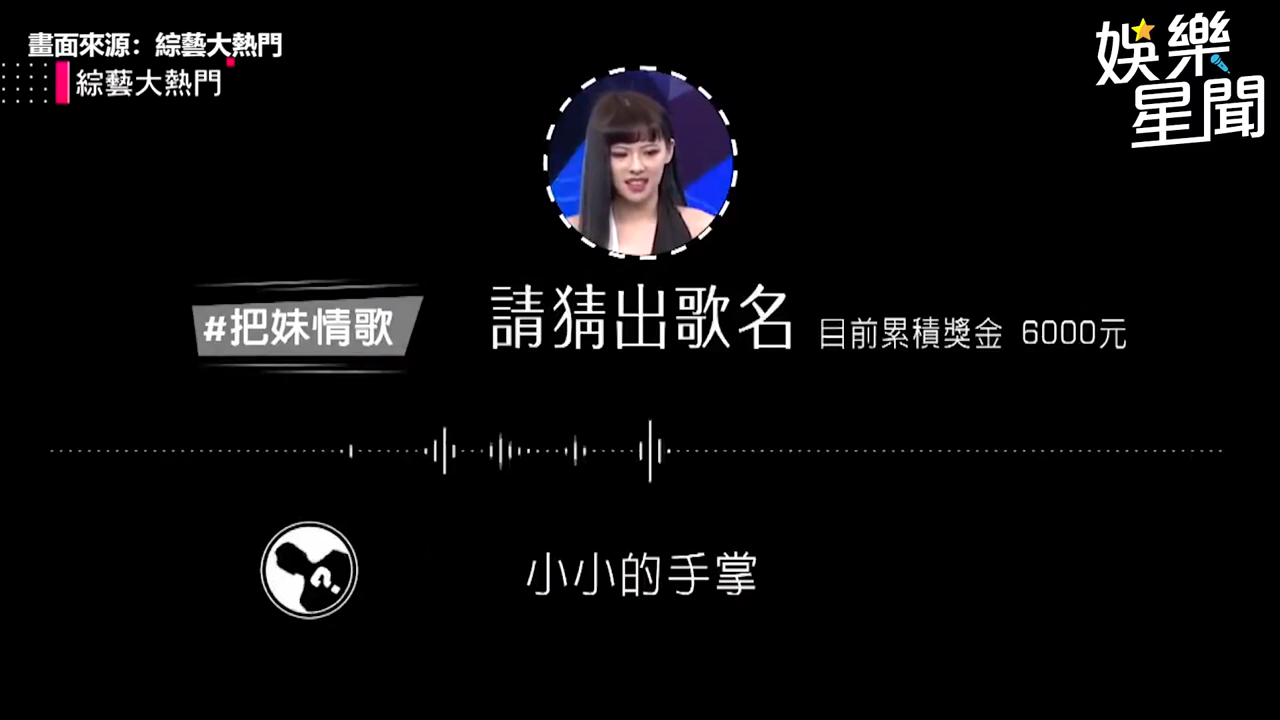 畫面來源：綜藝大熱門
綜藝大熱門
娛樂
星聞
#把妹情歌
請猜出歌名 目前累積獎金 6000元
小小的手掌